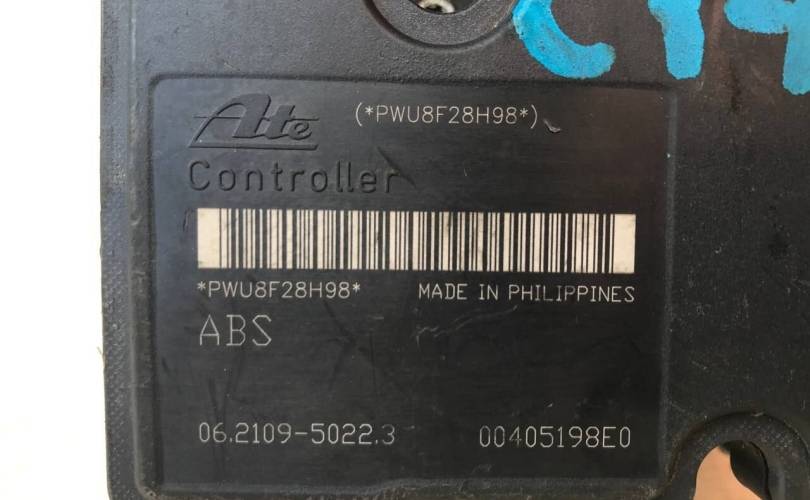 Ate (*PWU8F28H98*)
Controller
*PWU8F28H98* MADE IN PHILIPPINES
ABS
06.2109-5022.3 00405198E0